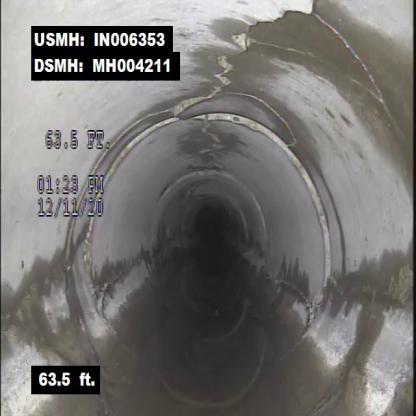 USMH: IN006353
DSMH: MH004211
63.5 FT.
01:23 PM
12/11/20
63.5 ft.